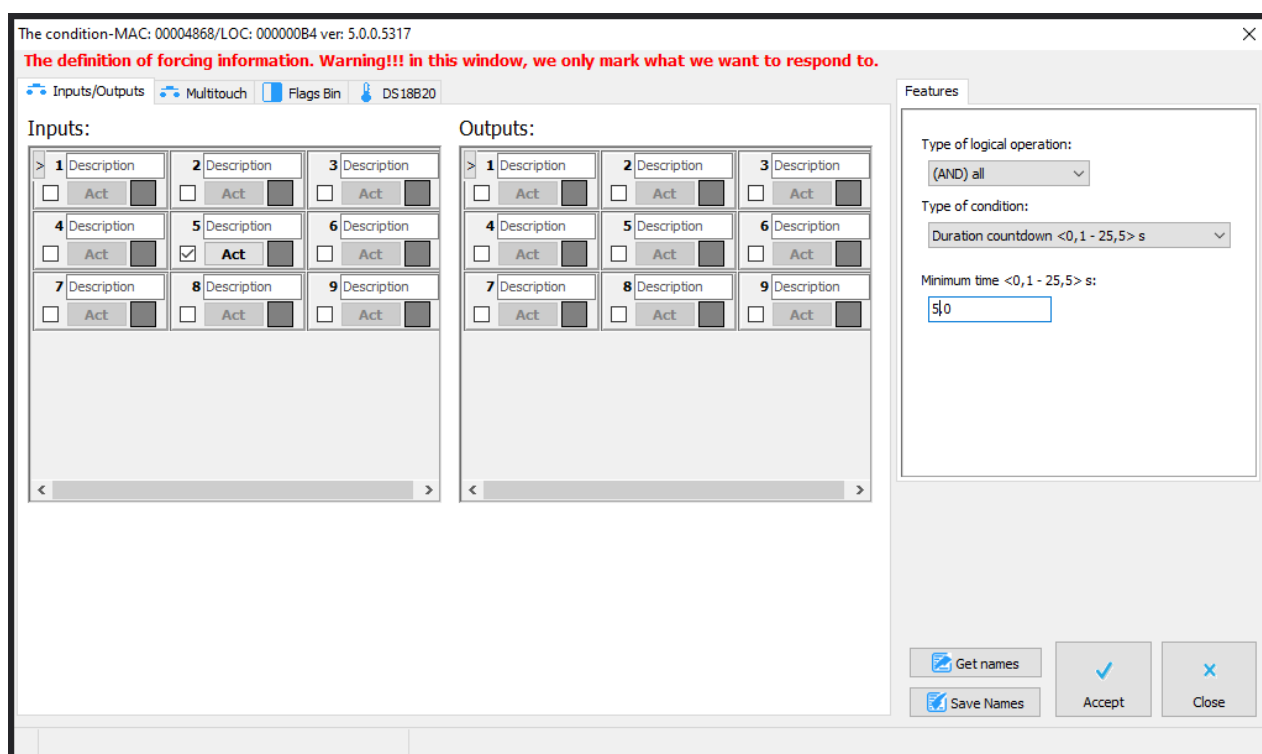 The condition-MAC: 00004868/LOC: 000000B4 ver: 5.0.0.5317
The definition of forcing information. Warning!!! in this window, we only mark what we want to respond to.
Inputs/Outputs Multitouch Flags Bin DS18B20
Features
Inputs:
> 1 Description 2 Description 3 Description
Act Act Act
4 Description 5 Description 6 Description
Act Act Act
7 Description 8 Description 9 Description
Act Act Act
< >
Outputs:
> 1 Description 2 Description 3 Description
Act Act Act
4 Description 5 Description 6 Description
Act Act Act
7 Description 8 Description 9 Description
Act Act Act
< >
Type of logical operation:
(AND) all
Type of condition:
Duration countdown <0,1 - 25,5> s
Minimum time <0,1 - 25,5> s:
5,0
Get names
Save Names
Accept
Close